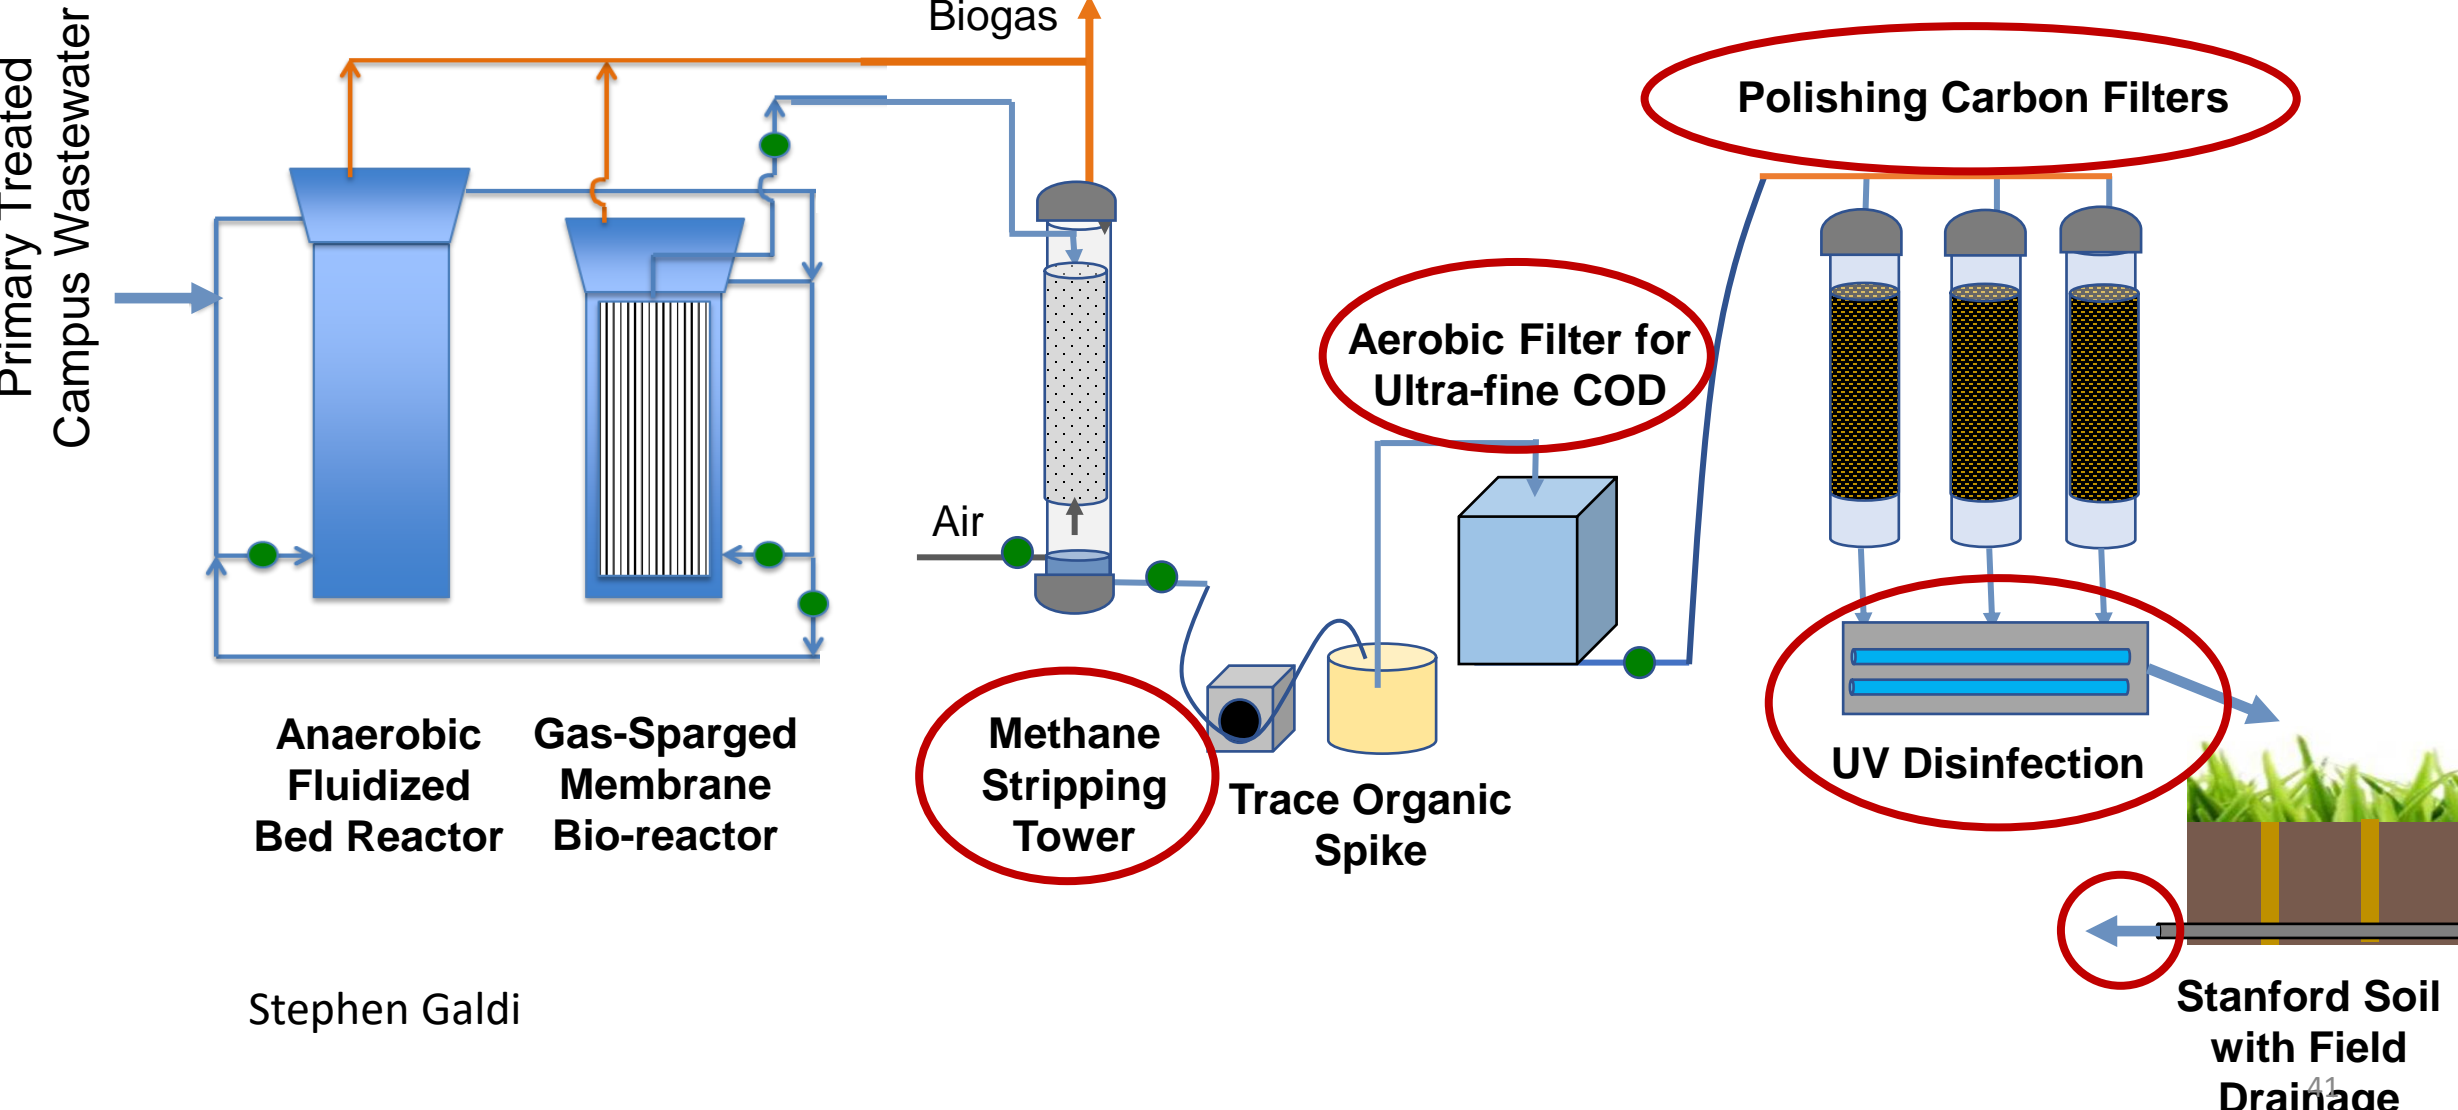 Primary Treated
Campus Wastewater
Biogas
Polishing Carbon Filters
Aerobic Filter for
Ultra-fine COD
Air
Anaerobic
Fluidized
Bed Reactor
Gas-Sparged
Membrane
Bio-reactor
Methane
Stripping
Tower
Trace Organic
Spike
UV Disinfection
Stanford Soil
with Field
Drainage
Stephen Galdi
41